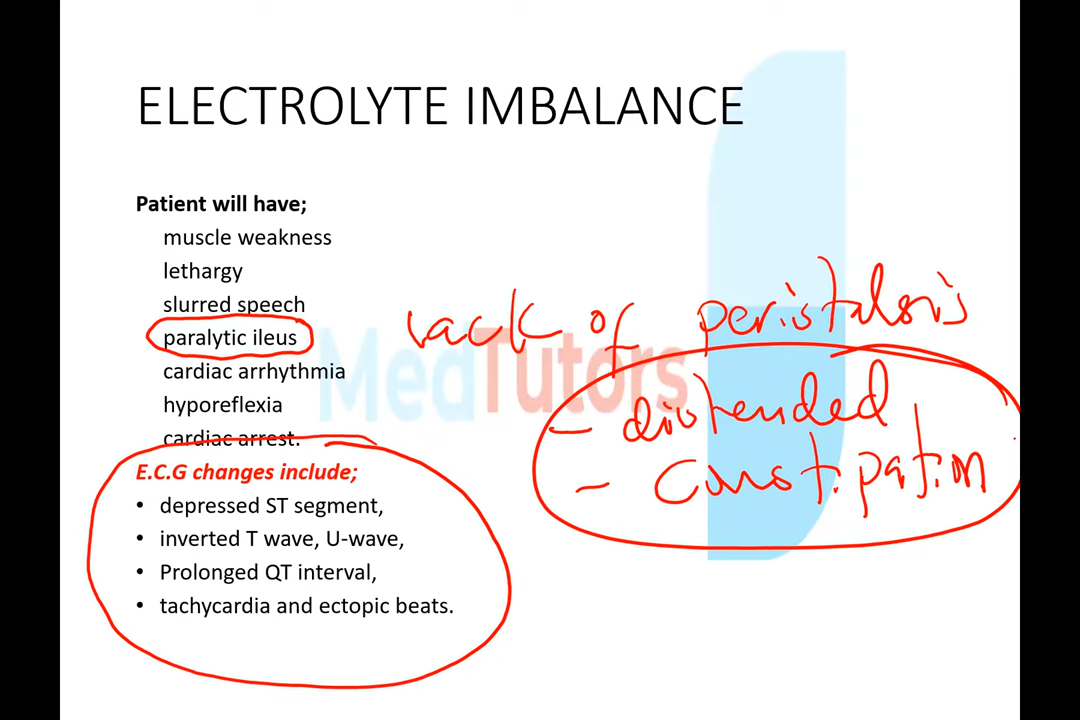 ELECTROLYTE IMBALANCE
Patient will have;
muscle weakness
lethargy
slurred speech
paralytic ileus
lack of peristalsis
cardiac arrhythmia
hyporeflexia
cardiac arrest.
- distended
- constipation
E.C.G changes include;
• depressed ST segment,
• inverted T wave, U-wave,
• Prolonged QT interval,
• tachycardia and ectopic beats.
MedTutors